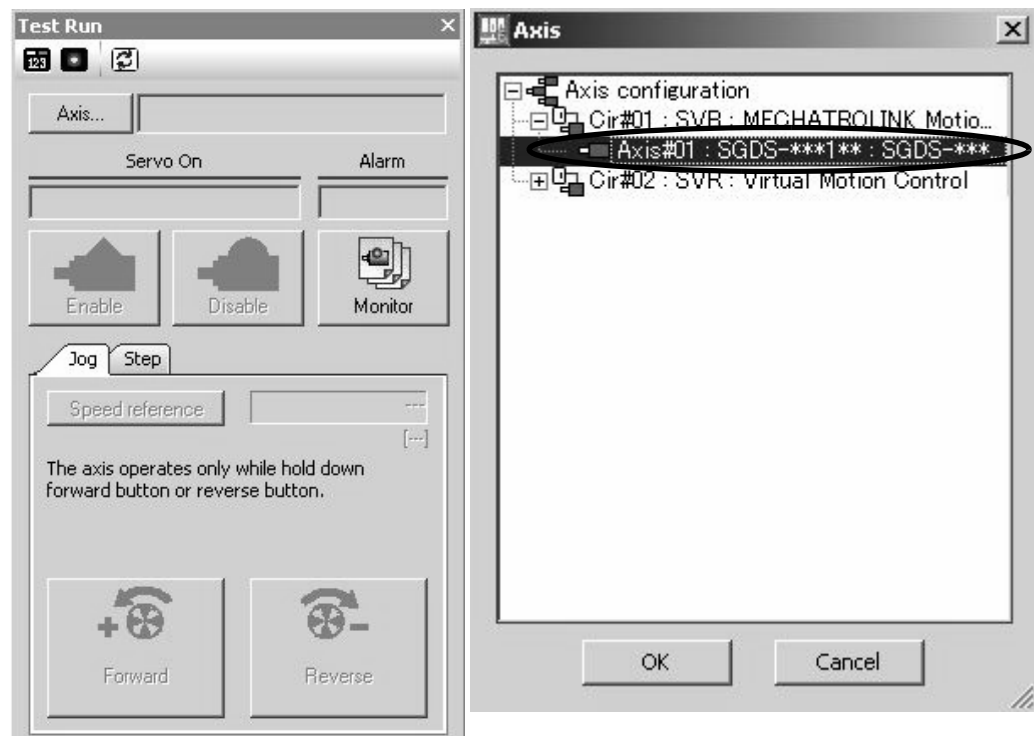 Test Run
123
Axis...
Servo On
Alarm
Enable
Disable
Monitor
Jog
Step
Speed reference
---
[---]
The axis operates only while hold down
forward button or reverse button.
Forward
Reverse
Axis
Axis configuration
Cir#01 : SVB : MECHATROLINK Motio...
Axis#01 : SGDS-***1** : SGDS-***...
Cir#02 : SVR : Virtual Motion Control
OK
Cancel